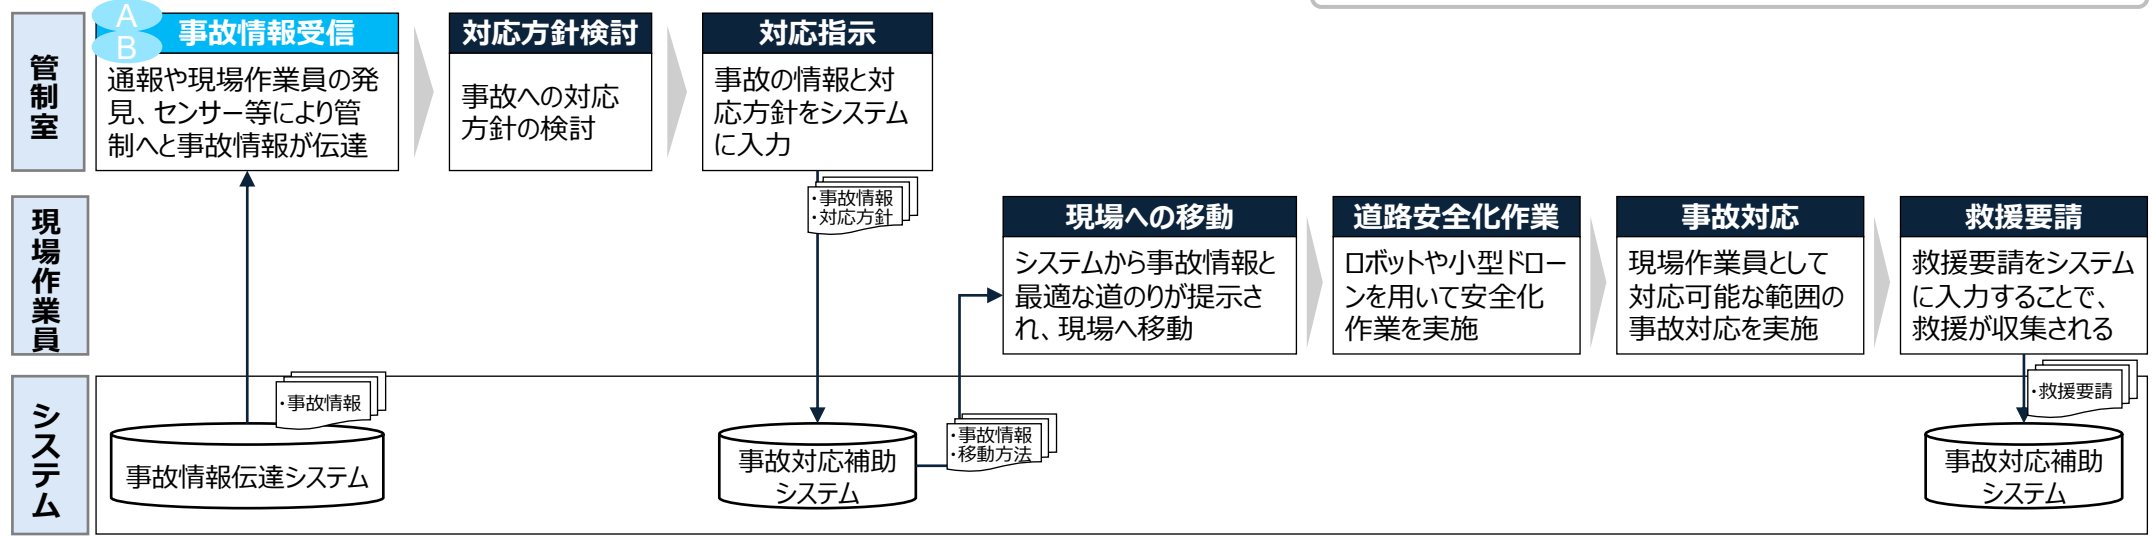 管制室
A
B
事故情報受信
通報や現場作業員の発
見、センサー等により管
制へと事故情報が伝達
対応方針検討
事故への対応
方針の検討
対応指示
事故の情報と対
応方針をシステム
に入力
・事故情報
・対応方針
現場作業員
現場への移動
システムから事故情報と
最適な道のりが提示さ
れ、現場へ移動
道路安全化作業
ロボットや小型ドロー
ンを用いて安全化
作業を実施
事故対応
現場作業員として
対応可能な範囲の
事故対応を実施
救援要請
救援要請をシステム
に入力することで、
救援が収集される
システム
・事故情報
事故情報伝達システム
事故対応補助
システム
・事故情報
・移動方法
・救援要請
事故対応補助
システム